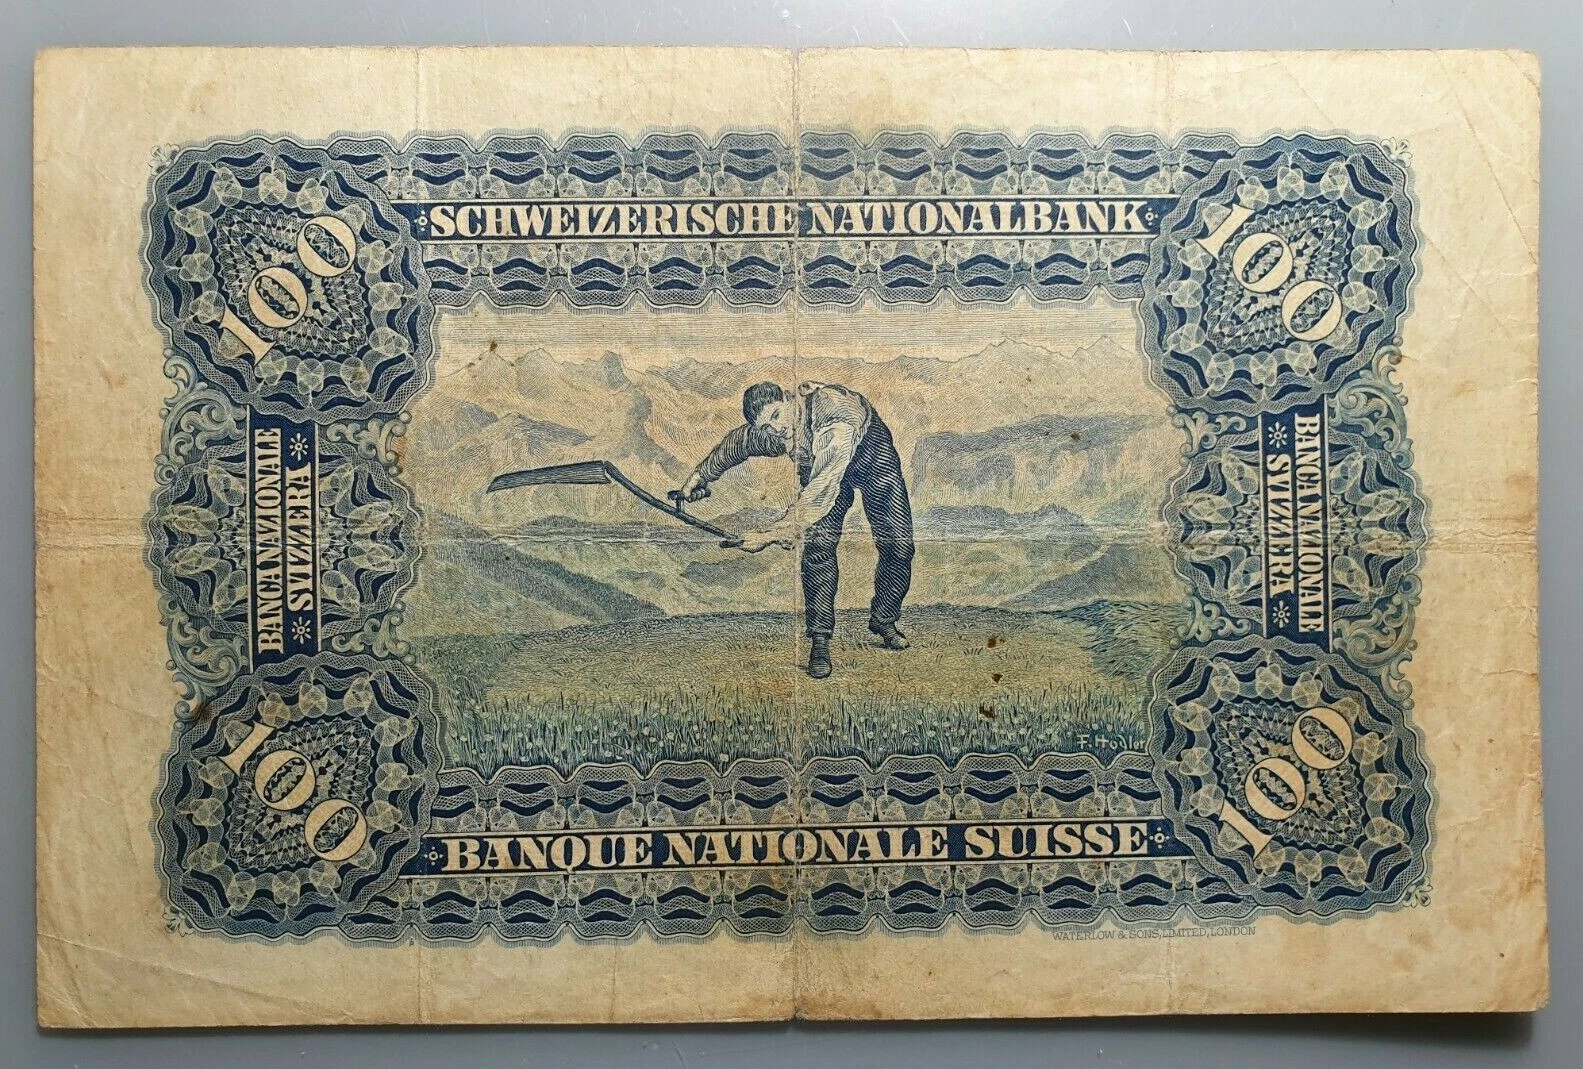 SCHWEIZERISCHE NATIONALBANK
100
100
BANCA NAZIONALE
SVIZZERA
BANCA NAZIONALE
SVIZZERA
F. Hodler
100
100
BANQUE NATIONALE SUISSE
WATERLOW & SONS, LIMITED, LONDON